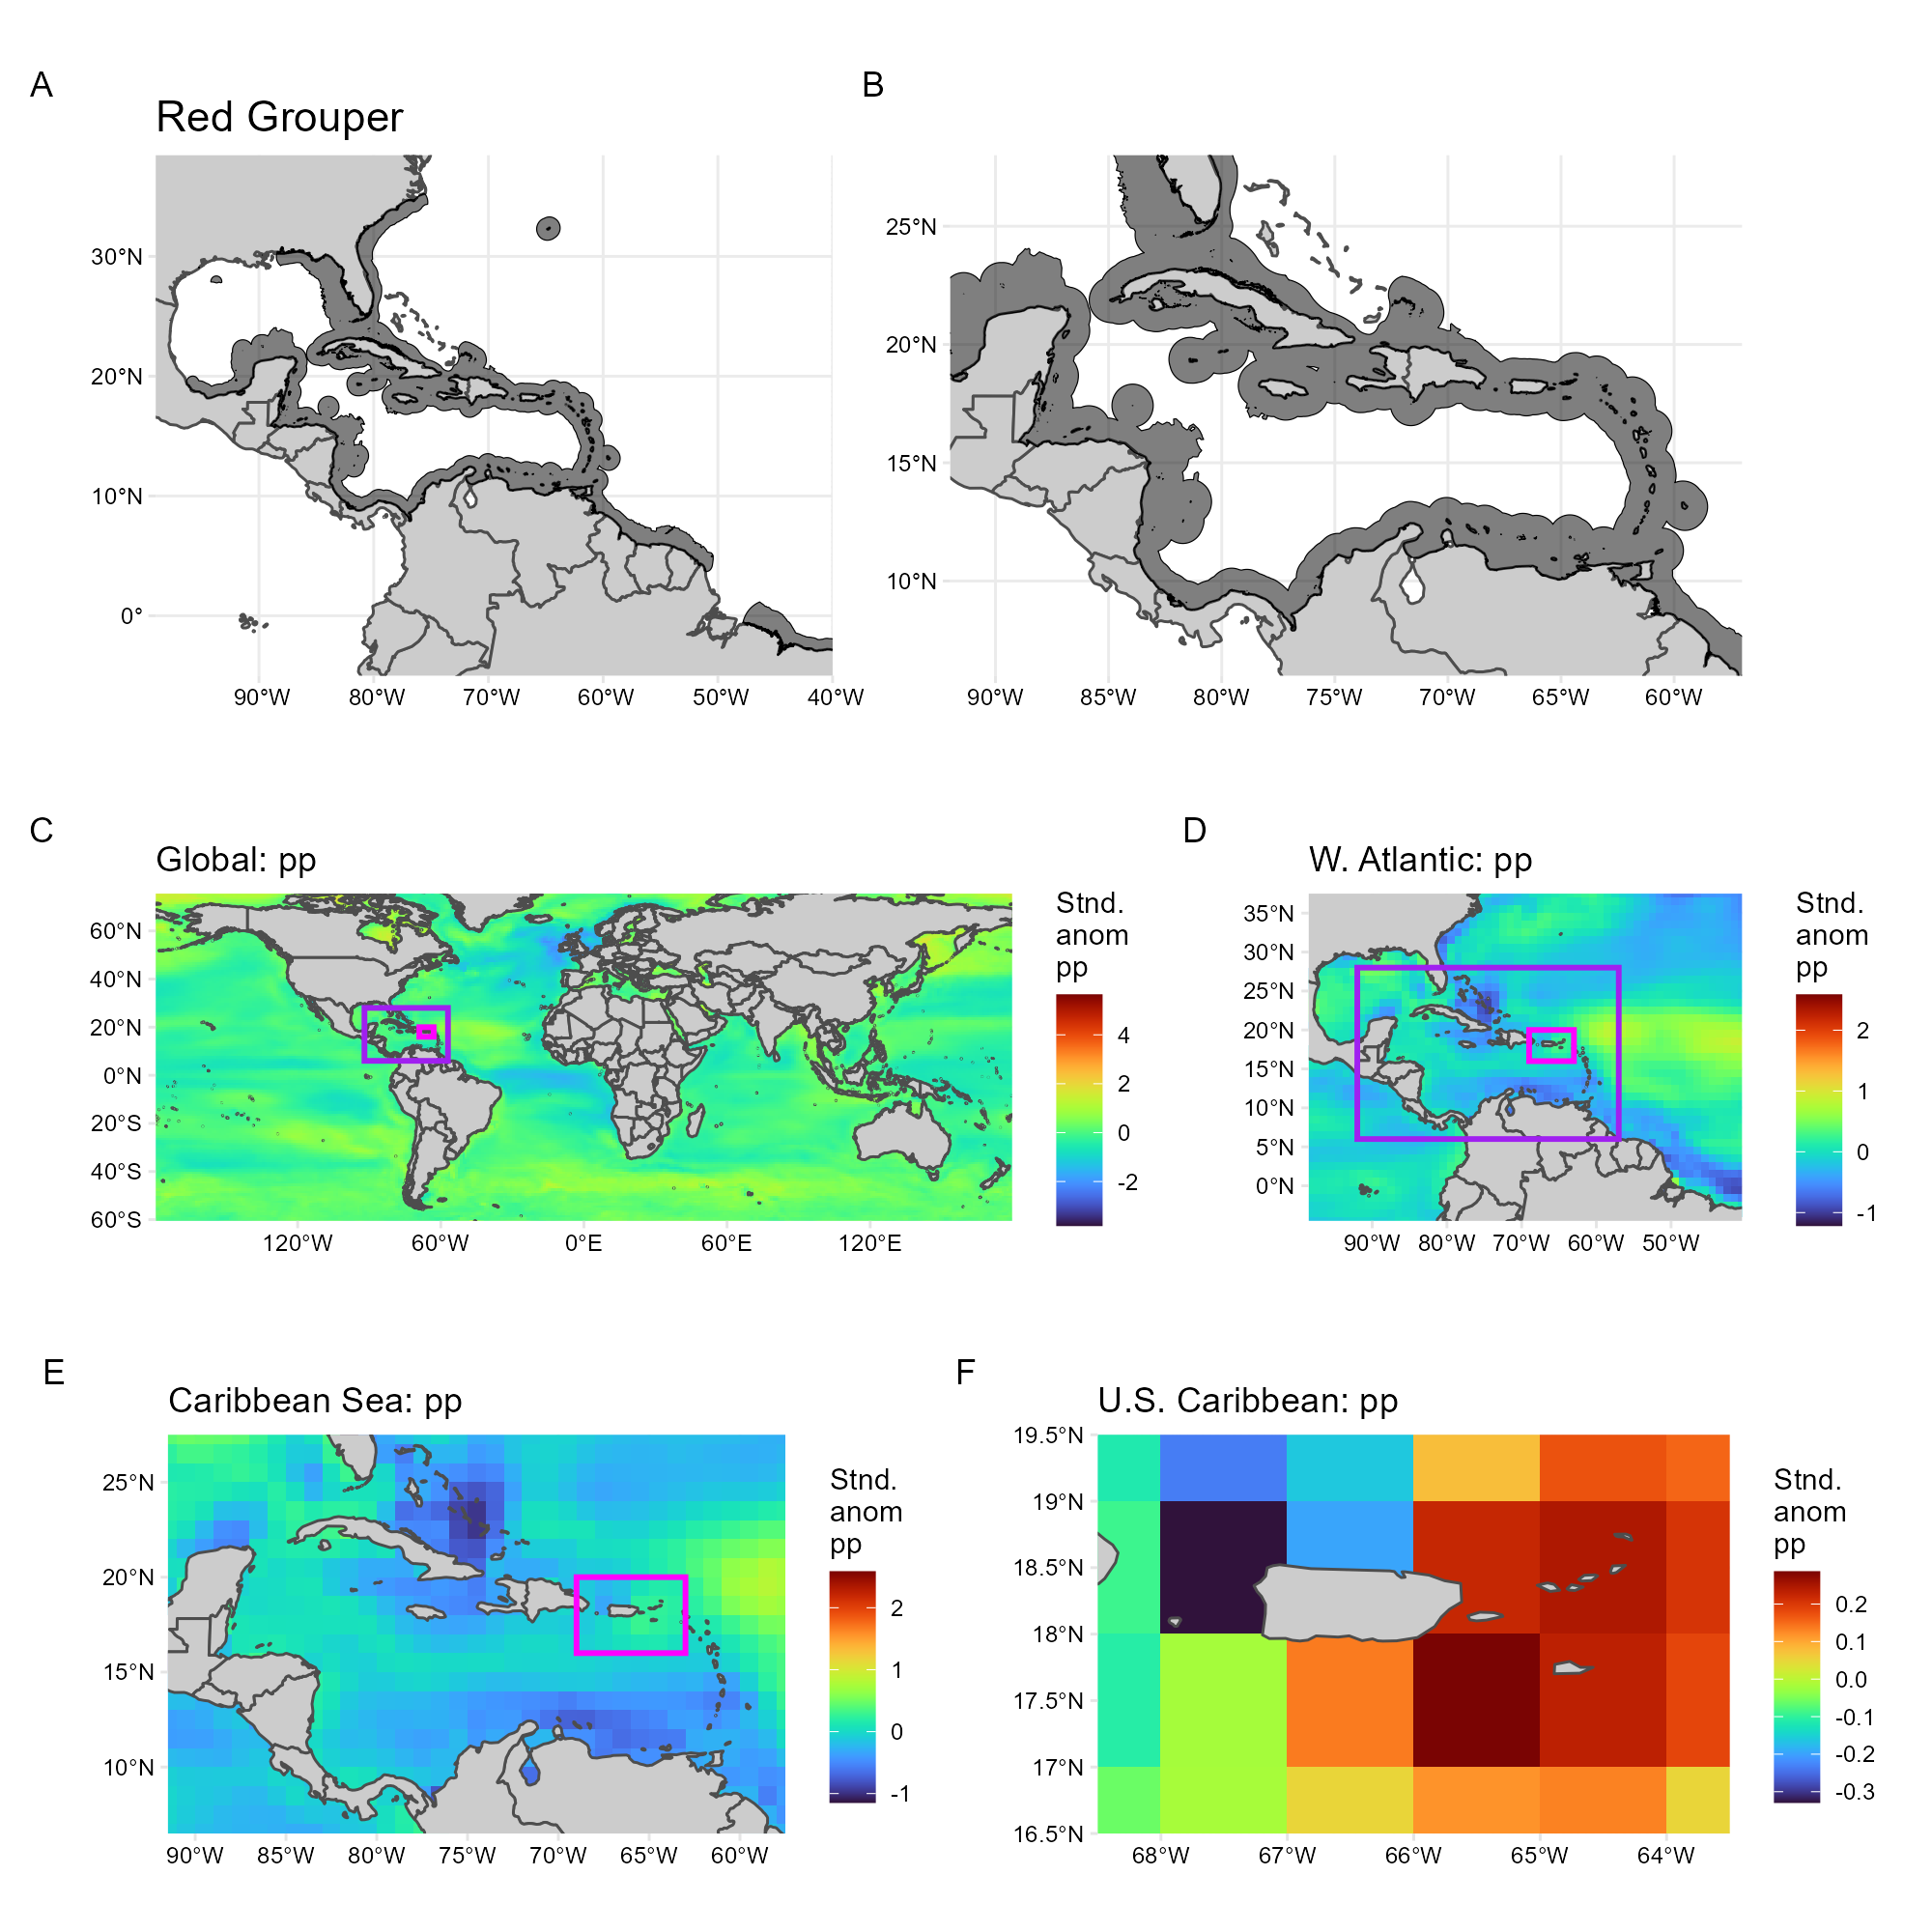 A
B
Red Grouper
30°N
20°N
10°N
0°
90°W 80°W 70°W 60°W 50°W 40°W
25°N
20°N
15°N
10°N
90°W 85°W 80°W 75°W 70°W 65°W 60°W
C
Global: pp
60°N
40°N
20°N
0°N
20°S
40°S
60°S
120°W 60°W 0°E 60°E 120°E
Stnd.
anom
pp
4
2
0
-2
D
W. Atlantic: pp
35°N
30°N
25°N
20°N
15°N
10°N
5°N
0°N
90°W 80°W 70°W 60°W 50°W
Stnd.
anom
pp
2
1
0
-1
E
Caribbean Sea: pp
25°N
20°N
15°N
10°N
90°W 85°W 80°W 75°W 70°W 65°W 60°W
Stnd.
anom
pp
2
1
0
-1
F
U.S. Caribbean: pp
19.5°N
19°N
18.5°N
18°N
17.5°N
17°N
16.5°N
68°W 67°W 66°W 65°W 64°W
Stnd.
anom
pp
0.2
0.1
0.0
-0.1
-0.2
-0.3